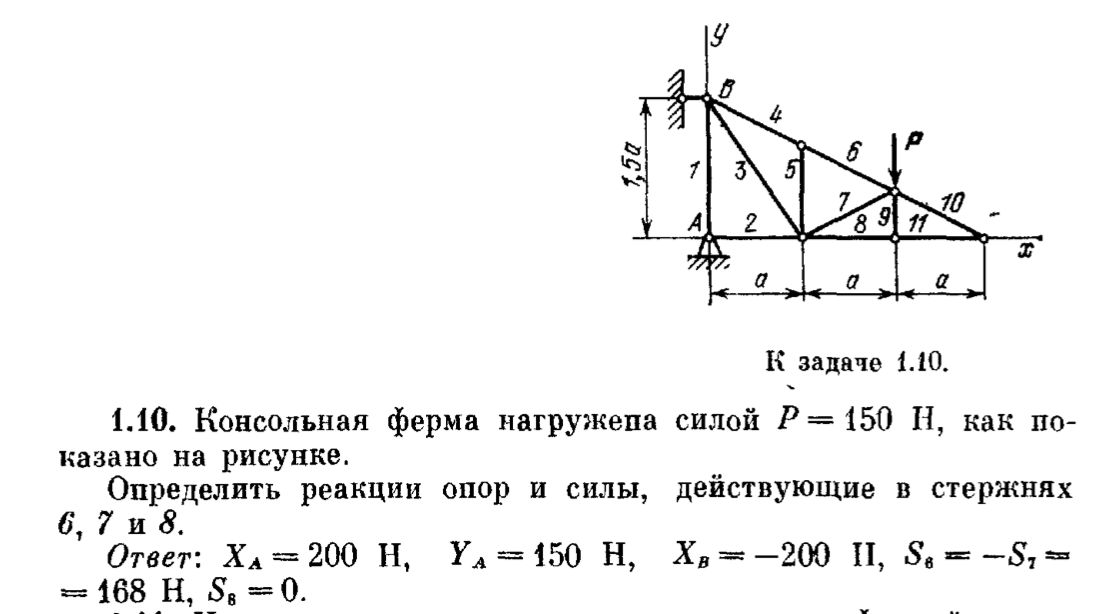 y
B
4
P
6
1,5a
1
3
5
7
10
A
2
8
9
11
x
a
a
a
К задаче 1.10.
1.10. Консольная ферма нагружепа силой P = 150 Н, как по-
казано на рисунке.
Определить реакции опор и силы, действующие в стержнях
6, 7 и 8.
Ответ: X_A = 200 Н, Y_A = 150 Н, X_B = −200 Н, S_6 = −S_7 =
= 168 Н, S_8 = 0.